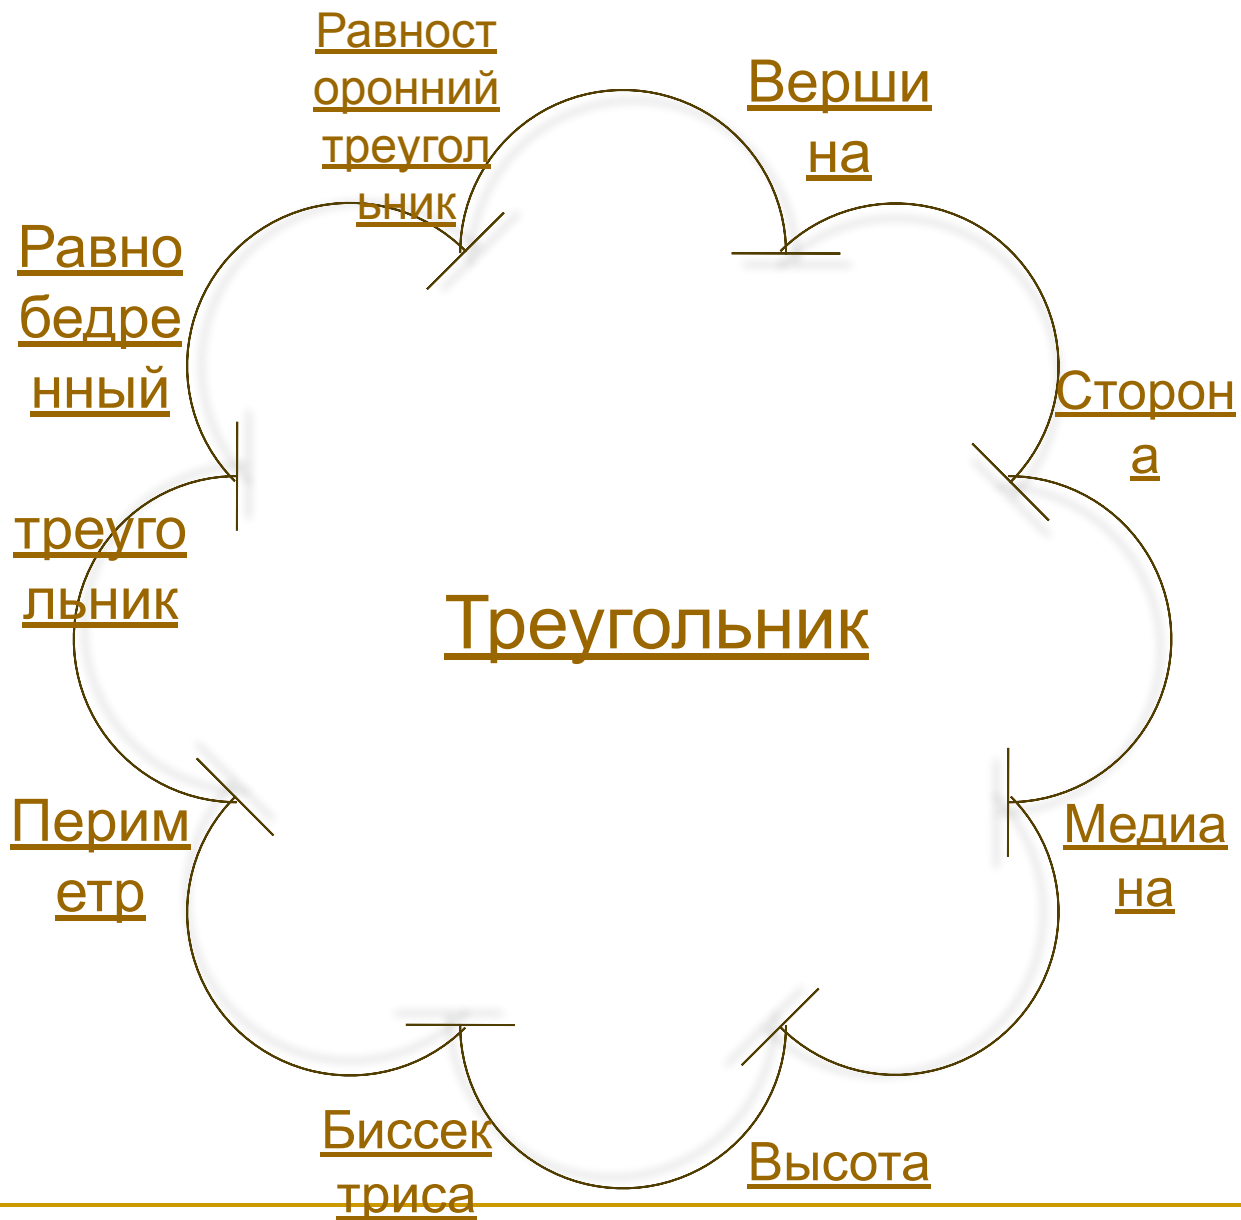 Равност
оронний
треугол
ьник
Верши
на
Равно
бедре
нный
треуго
льник
Сторон
а
Треугольник
Перим
етр
Медиа
на
Биссек
триса
Высота